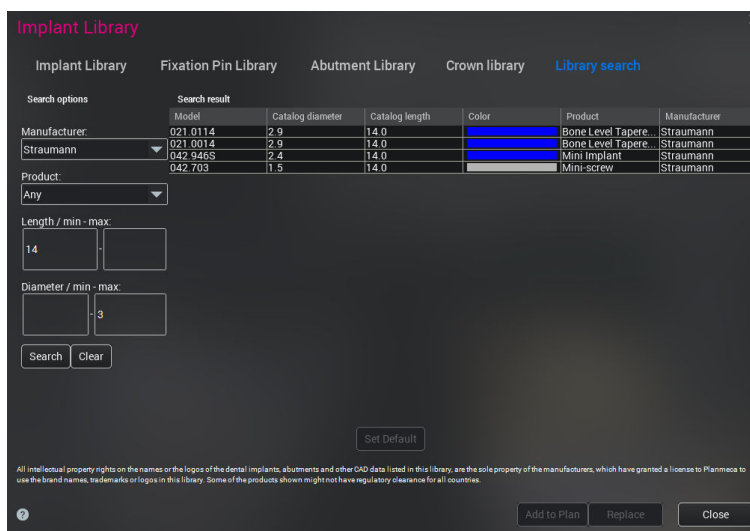 Implant Library
Implant Library Fixation Pin Library Abutment Library Crown library Library search
Search options Search result
Model Catalog diameter Catalog length Color Product Manufacturer
021.0114 2.9 14.0 Bone Level Tapere... Straumann
021.0014 2.9 14.0 Bone Level Tapere... Straumann
042.946S 2.4 14.0 Mini Implant Straumann
042.703 1.5 14.0 Mini-screw Straumann
Manufacturer:
Straumann
Product:
Any
Length / min - max:
14 -
Diameter / min - max:
- 3
Search Clear
Set Default
All intellectual property rights on the names or the logos of the dental implants, abutments and other CAD data listed in this library, are the sole property of the manufacturers, which have granted a license to Planmeca to
use the brand names, trademarks or logos in this library. Some of the products shown might not have regulatory clearance for all countries.
? Add to Plan Replace Close